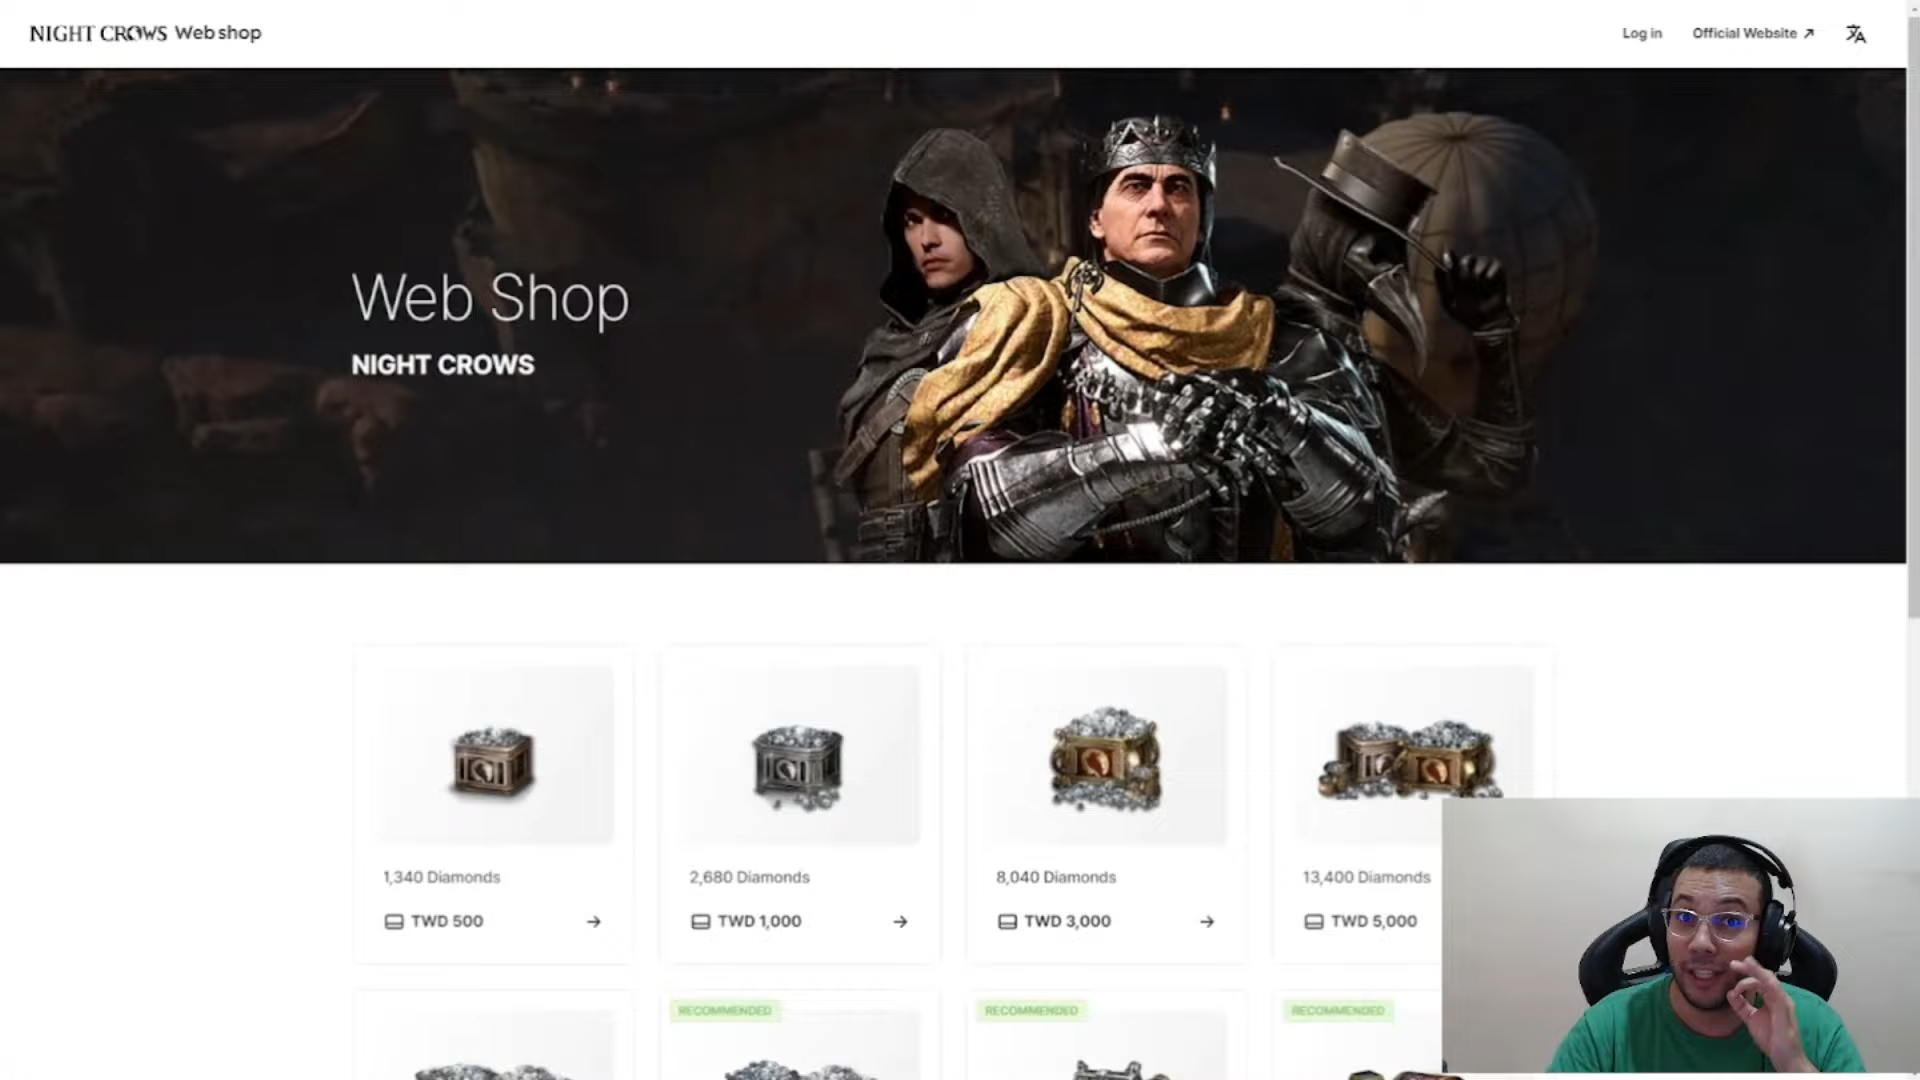 NIGHT CROWS Web shop
Log in
Official Website
Web Shop
NIGHT CROWS
1,340 Diamonds
TWD 500
2,680 Diamonds
TWD 1,000
8,040 Diamonds
TWD 3,000
13,400 Diamonds
TWD 5,000
RECOMMENDED
RECOMMENDED
RECOMMENDED